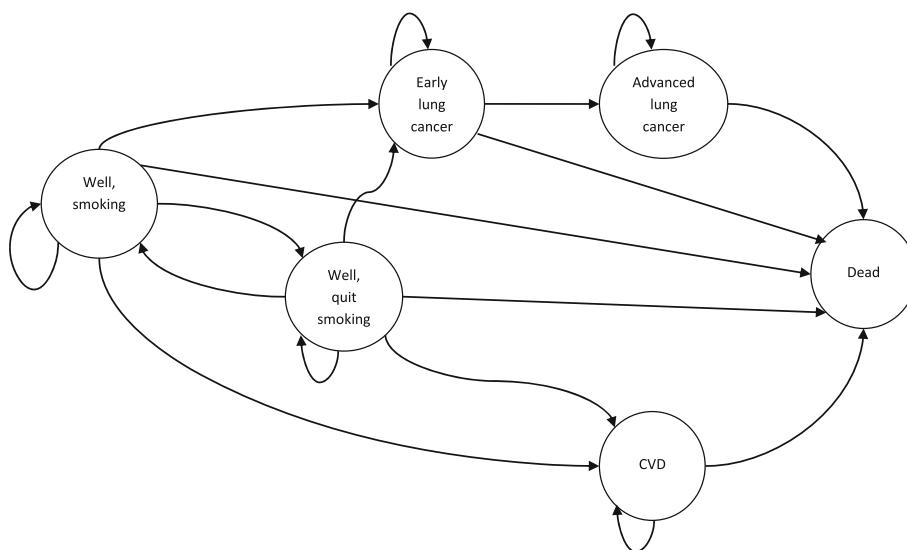 Early
lung
cancer
Advanced
lung
cancer
Well,
smoking
Well,
quit
smoking
Dead
CVD